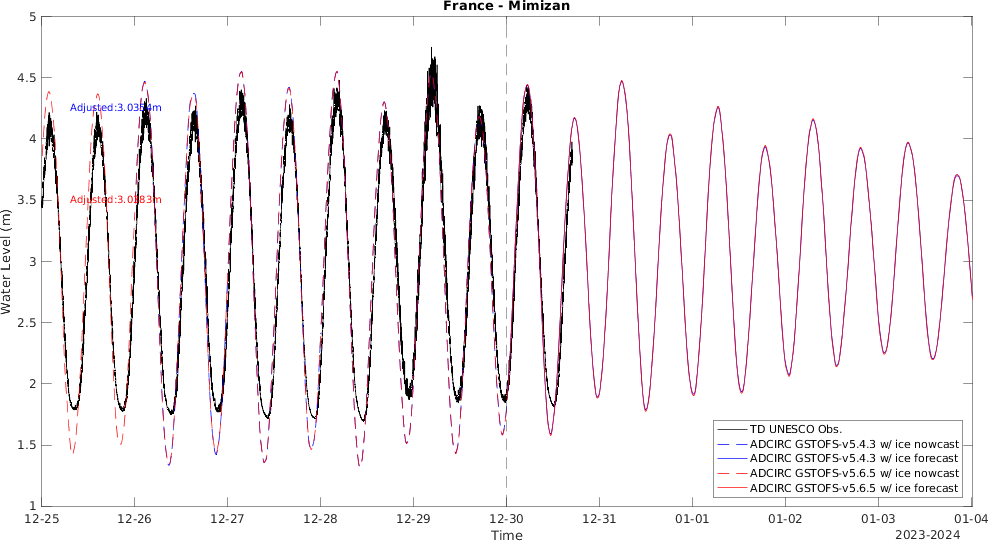 France - Mimizan
5
4.5
4
3.5
3
2.5
2
1.5
1
Water Level (m)
Adjusted:3.0354m
Adjusted:3.0283m
TD UNESCO Obs.
ADCIRC GSTOFS-v5.4.3 w/ ice nowcast
ADCIRC GSTOFS-v5.4.3 w/ ice forecast
ADCIRC GSTOFS-v5.6.5 w/ ice nowcast
ADCIRC GSTOFS-v5.6.5 w/ ice forecast
12-25 12-26 12-27 12-28 12-29 12-30 12-31 01-01 01-02 01-03 01-04
Time
2023-2024